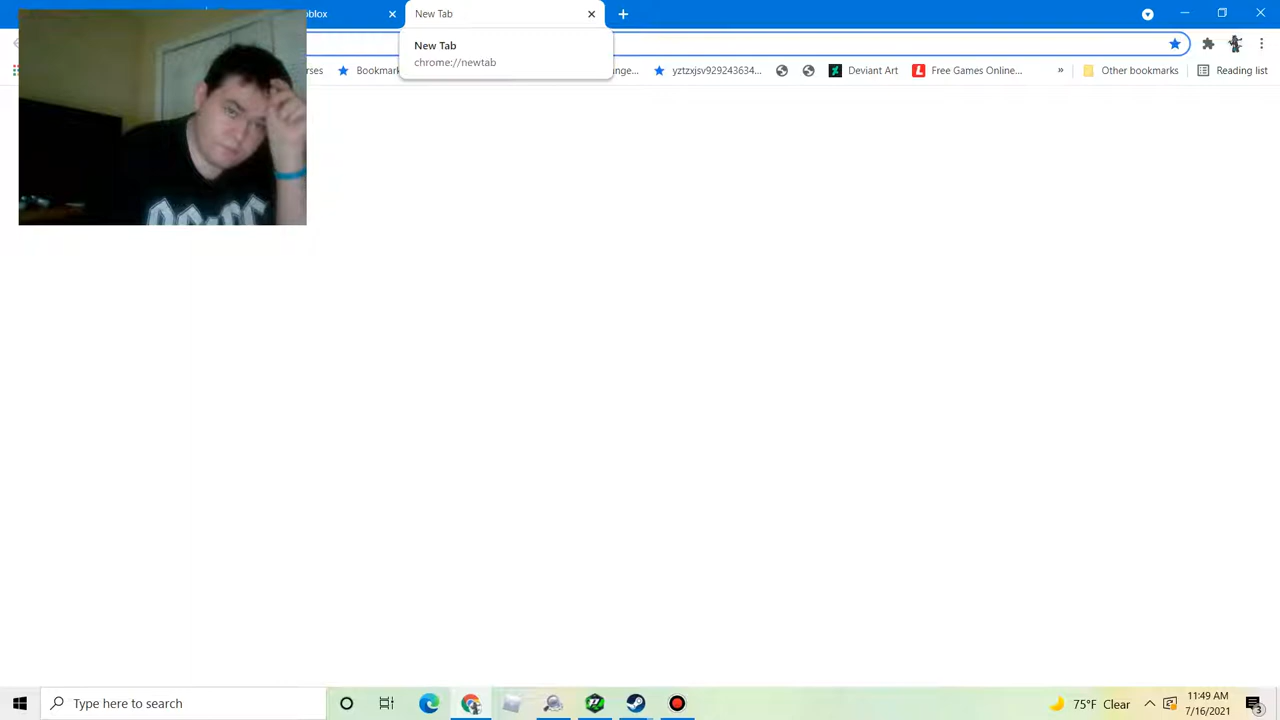 oblox
New Tab
New Tab
chrome://newtab
rses
Bookmark
nge...
yztzxjsv929243634...
Deviant Art
Free Games Online...
»
Other bookmarks
Reading list
Type here to search
75°F Clear
11:49 AM
7/16/2021
3